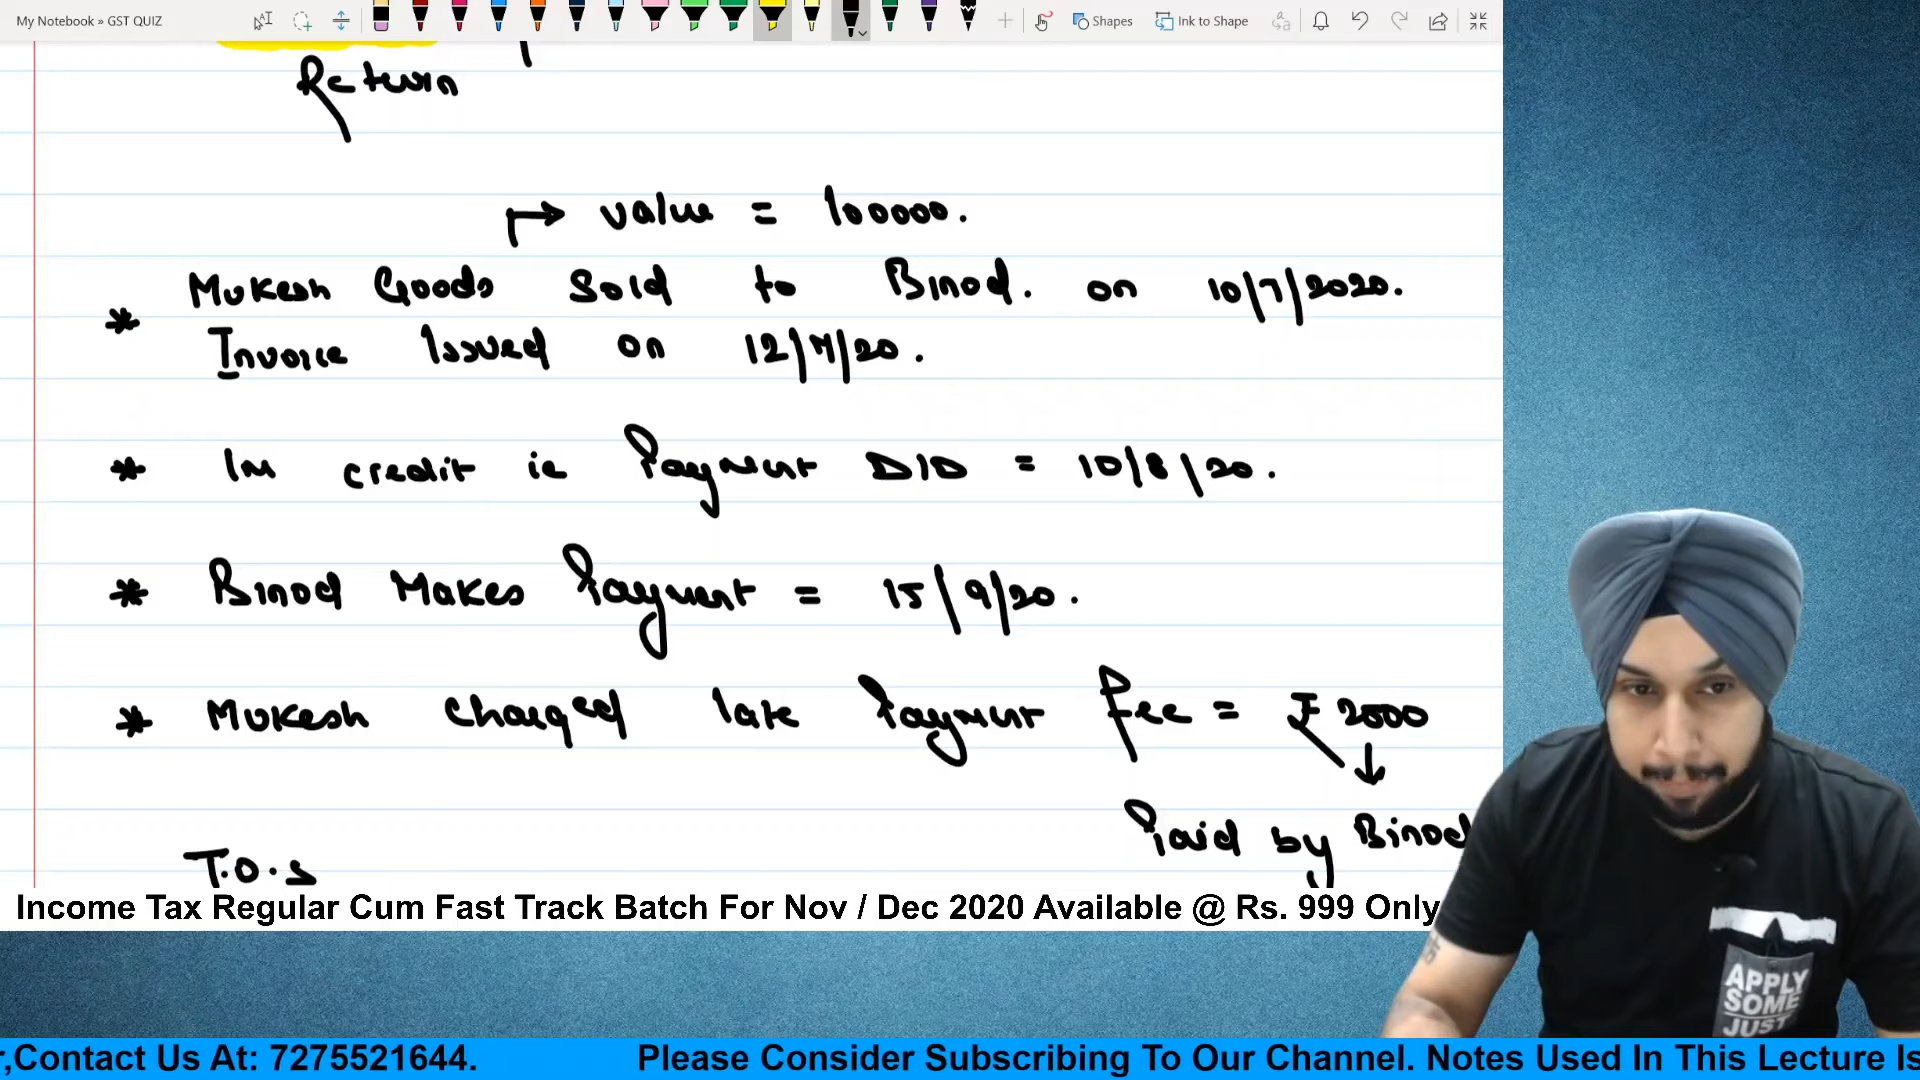 My Notebook » GST QUIZ
Shapes
Ink to Shape
Return
value = 100000.
Mukesh Goods Sold to Binod. on 10/7/2020.
* Invoice Issued on 12/7/20.
* 1m credit ie Payment D/D = 10/8/20.
* Binod Makes Payment = 15/9/20.
* Mukesh charged late Payment Fee = ₹ 2000
Paid by Binod
T.O.S
Income Tax Regular Cum Fast Track Batch For Nov / Dec 2020 Available @ Rs. 999 Only
APPLY
SOME
JUST
r,Contact Us At: 7275521644. Please Consider Subscribing To Our Channel. Notes Used In This Lecture Is